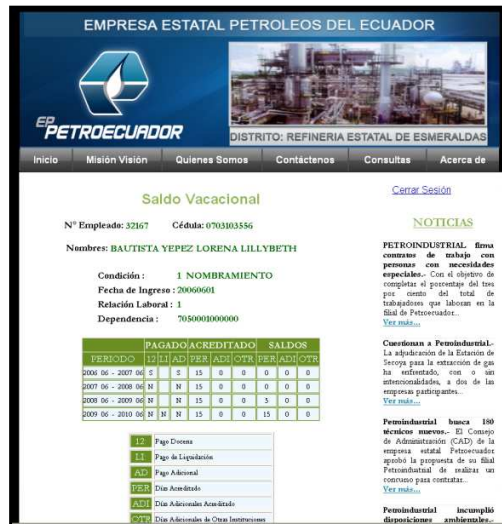 EMPRESA ESTATAL PETROLEOS DEL ECUADOR
EP
PETROECUADOR
DISTRITO: REFINERIA ESTATAL DE ESMERALDAS
Inicio Misión Visión Quienes Somos Contáctenos Consultas Acerca de
Saldo Vacacional
N° Empleado: 32167 Cédula: 0703103556
Nombres: BAUTISTA YEPEZ LORENA LILLYBETH
Condición : 1 NOMBRAMIENTO
Fecha de Ingreso : 20060601
Relación Laboral : 1
Dependencia : 7050001000000
PAGADO ACREDITADO SALDOS
PERIODO 12 LI AD PER ADI OTR PER ADI OTR
2006 06 - 2007 06 S S 15 0 0 0 0 0
2007 06 - 2008 06 N N 15 0 0 0 0 0
2008 06 - 2009 06 N N 15 0 0 5 0 0
2009 06 - 2010 06 N N N 15 0 0 15 0 0
12 Pago Docena
LI Pago de Liquidación
AD Pago Adicional
PER Días Acreditado
ADI Días Adicionales Acreditado
OTR Días Adicionales de Otras Instituciones
Cerrar Sesión
NOTICIAS
PETROINDUSTRIAL firma
contratos de trabajo con
personas con necesidades
especiales.- Con el objetivo de
completar el porcentaje del tres
por ciento del total de
trabajadores que laboran en la
filial de Petroecuador...
Ver más...
Cuestionan a Petroindustrial.-
La adjudicación de la Estación de
Secoya para la extracción de gas
ha enfrentado, con o sin
intencionalidades, a dos de las
empresas participantes...
Ver más...
Petroindustrial busca 180
técnicos nuevos.- El Consejo
de Administración (CAD) de la
empresa estatal Petroecuador
aprobó la propuesta de su filial
Petroindustrial de realizar un
concurso para contratar...
Ver más...
Petroindustrial incumplió
disposiciones ambientales.-